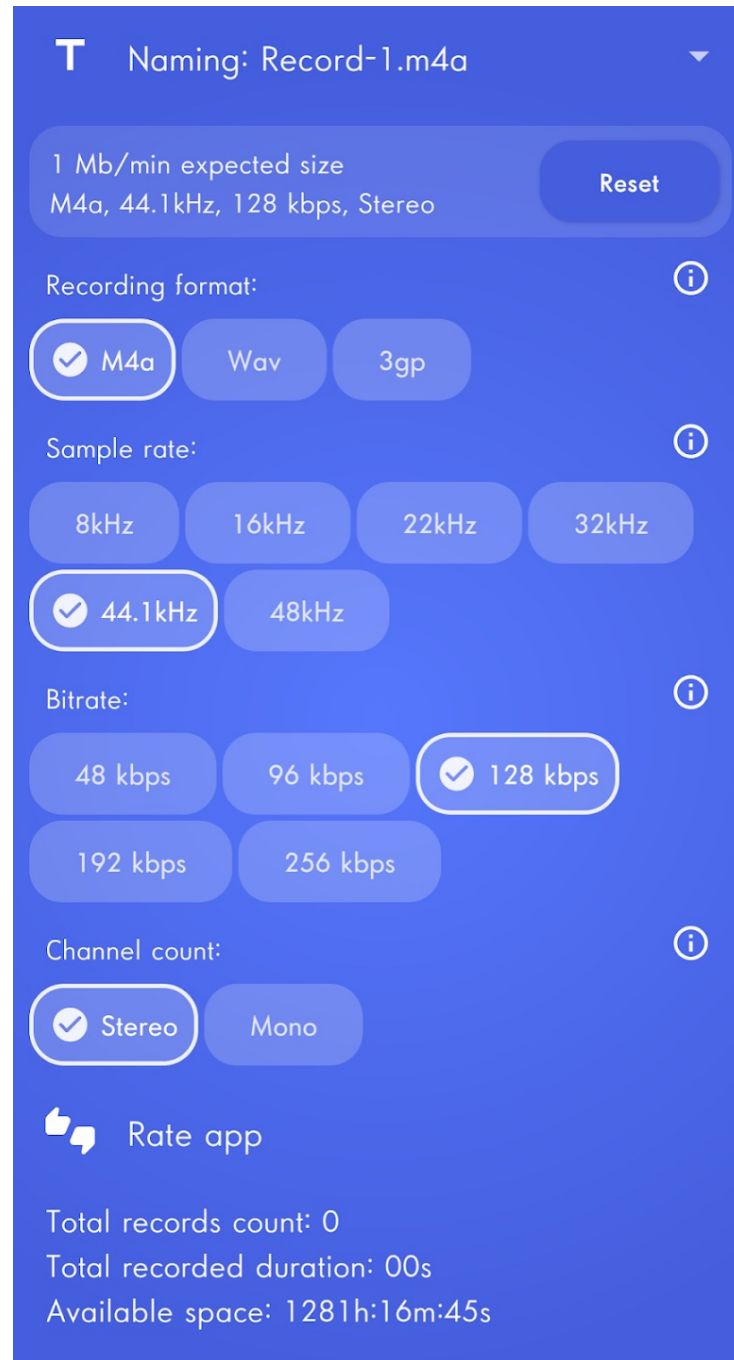 T Naming: Record-1.m4a
1 Mb/min expected size
M4a, 44.1kHz, 128 kbps, Stereo
Reset
Recording format:
M4a Wav 3gp
Sample rate:
8kHz 16kHz 22kHz 32kHz
44.1kHz 48kHz
Bitrate:
48 kbps 96 kbps 128 kbps
192 kbps 256 kbps
Channel count:
Stereo Mono
Rate app
Total records count: 0
Total recorded duration: 00s
Available space: 1281h:16m:45s